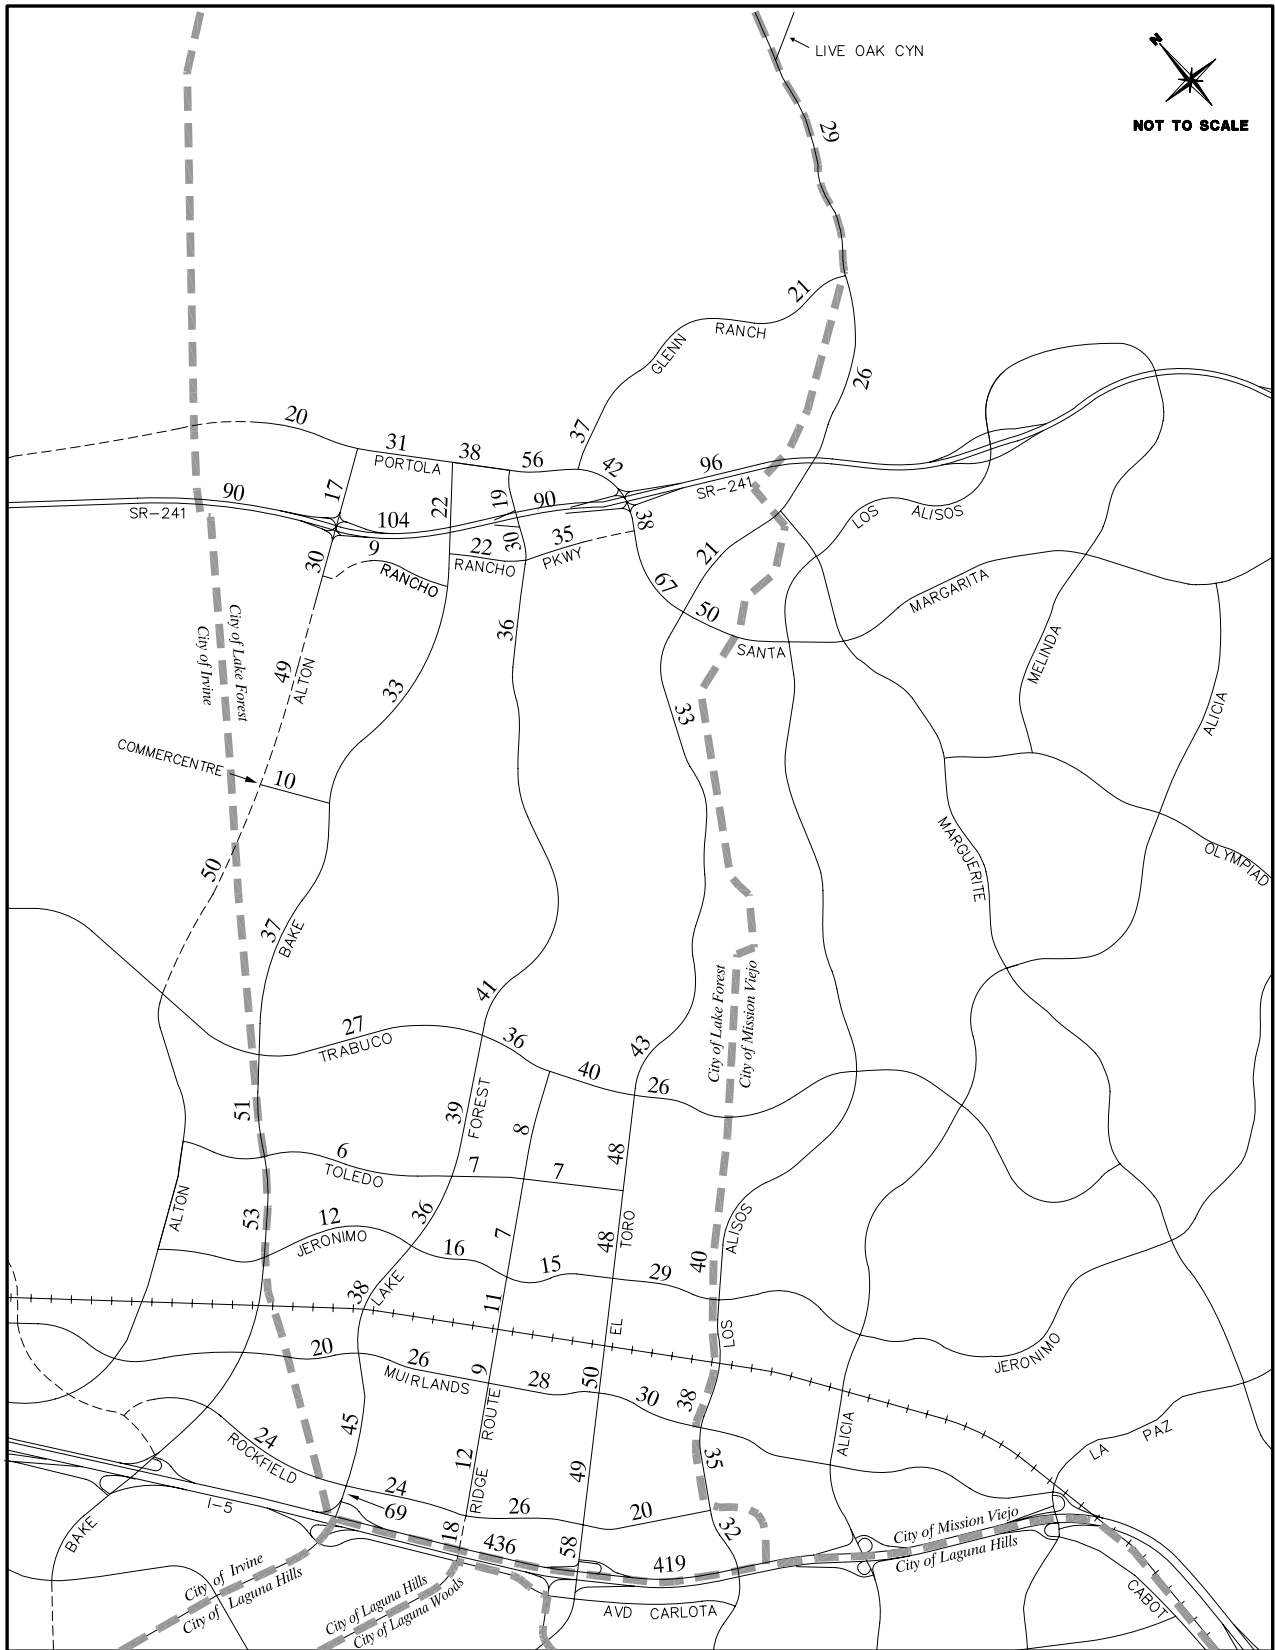 LIVE OAK CYN
N
NOT TO SCALE
29
21
RANCH
GLENN
26
20
31
PORTOLA
38
56
37
42
96
SR-241
90
SR-241
17
104
22
19
90
38
30
9
RANCHO
22
RANCHO
30
35
PKWY
21
67
50
SANTA
LOS
ALISOS
MARGARITA
36
City of Lake Forest
City of Irvine
49
ALTON
33
33
MELINDA
ALICIA
COMMERCENTRE
10
50
MARGUERITE
OLYMPIAD
37
BAKE
41
City of Lake Forest
City of Mission Viejo
27
TRABUCO
36
43
40
26
51
39
FOREST
8
48
6
TOLEDO
7
7
ALTON
53
12
JERONIMO
36
7
48
TORO
ALISOS
40
16
15
29
38
LAKE
11
EL
LOS
JERONIMO
20
26
MUIRLANDS
9
28
50
30
38
45
ROUTE
ALICIA
LA PAZ
24
ROCKFIELD
12
RIDGE
49
35
I-5
24
69
26
20
32
BAKE
18
436
58
419
City of Mission Viejo
City of Laguna Hills
City of Irvine
City of Laguna Hills
City of Laguna Hills
City of Laguna Woods
AVD CARLOTA
CABOT